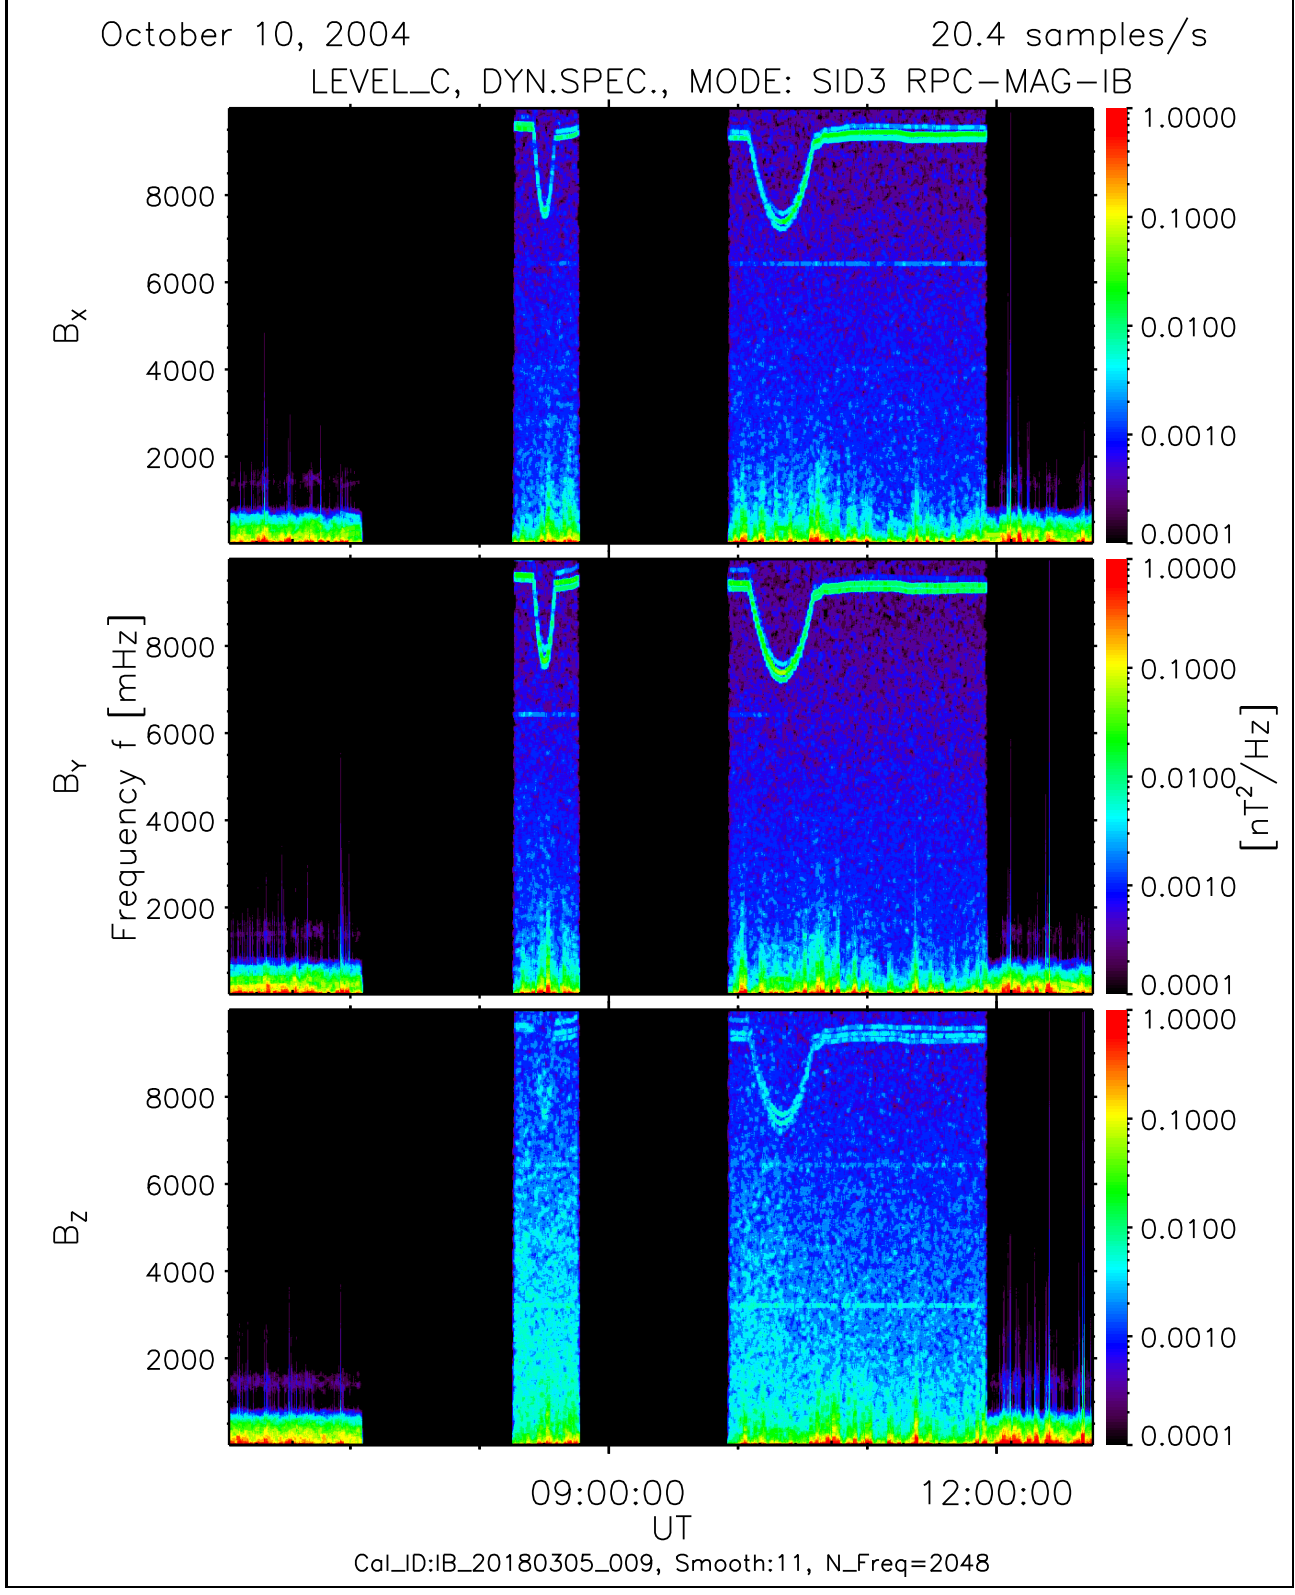 October 10, 2004
20.4 samples/s
LEVEL_C, DYN.SPEC., MODE: SID3 RPC-MAG-IB
8000
6000
4000
2000
B_X
1.0000
0.1000
0.0100
0.0010
0.0001
8000
6000
4000
2000
B_Y
Frequency f [mHz]
1.0000
0.1000
0.0100
0.0010
0.0001
[nT²/Hz]
8000
6000
4000
2000
B_Z
1.0000
0.1000
0.0100
0.0010
0.0001
09:00:00
12:00:00
UT
Cal_ID:IB_20180305_009, Smooth:11, N_Freq=2048